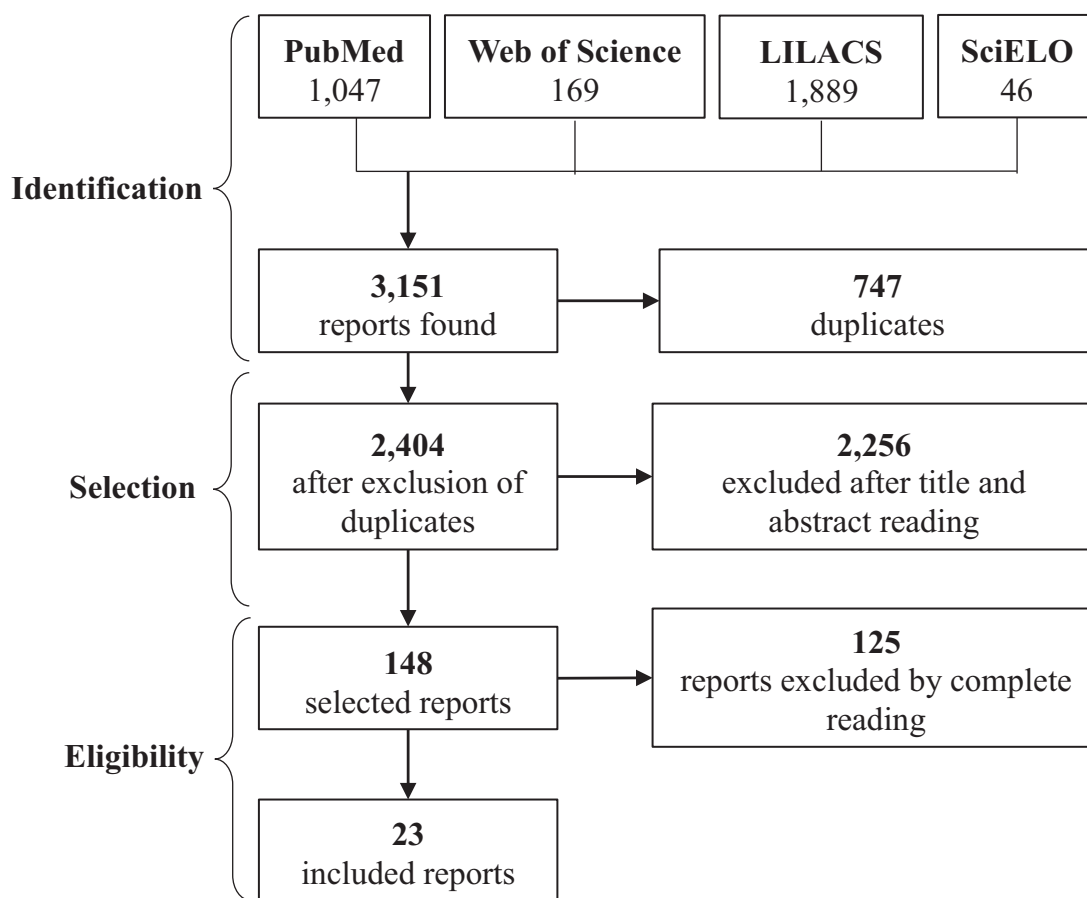 PubMed
1,047
Web of Science
169
LILACS
1,889
SciELO
46
Identification
3,151
reports found
747
duplicates
Selection
2,404
after exclusion of
duplicates
2,256
excluded after title and
abstract reading
Eligibility
148
selected reports
125
reports excluded by complete
reading
23
included reports